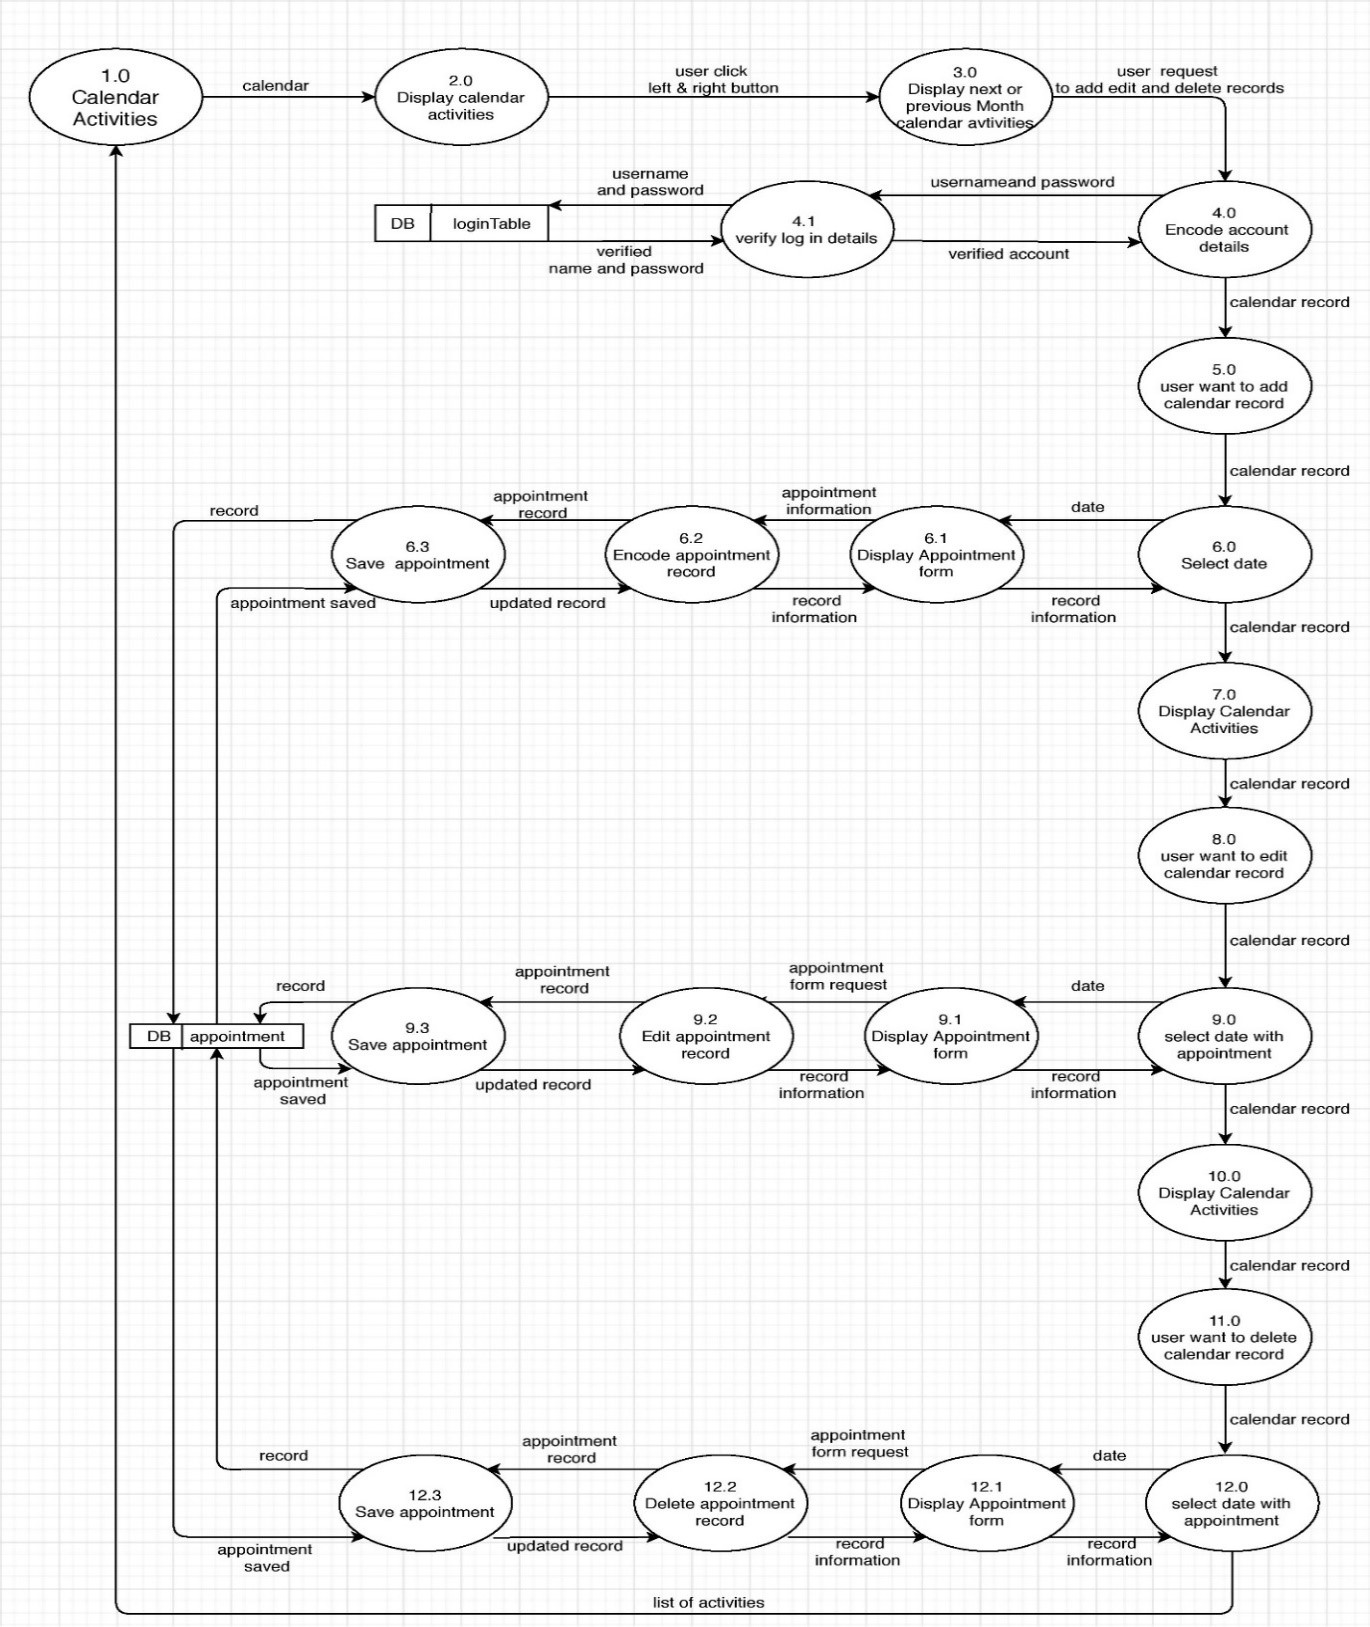 1.0
Calendar
Activities
calendar
2.0
Display calendar
activities
user click
left & right button
3.0
Display next or
previous Month
calendar avtivities
user request
to add edit and delete records
username
and password
usernameand password
DB
loginTable
4.1
verify log in details
4.0
Encode account
details
verified
name and password
verified account
calendar record
5.0
user want to add
calendar record
calendar record
record
appointment
record
appointment
information
date
6.3
Save appointment
6.2
Encode appointment
record
6.1
Display Appointment
form
6.0
Select date
appointment saved
updated record
record
information
record
information
calendar record
7.0
Display Calendar
Activities
calendar record
8.0
user want to edit
calendar record
calendar record
record
appointment
record
appointment
form request
date
DB
appointment
9.3
Save appointment
9.2
Edit appointment
record
9.1
Display Appointment
form
9.0
select date with
appointment
appointment
saved
updated record
record
information
record
information
calendar record
10.0
Display Calendar
Activities
calendar record
11.0
user want to delete
calendar record
calendar record
record
appointment
record
appointment
form request
date
12.3
Save appointment
12.2
Delete appointment
record
12.1
Display Appointment
form
12.0
select date with
appointment
appointment
saved
updated record
record
information
record
information
list of activities